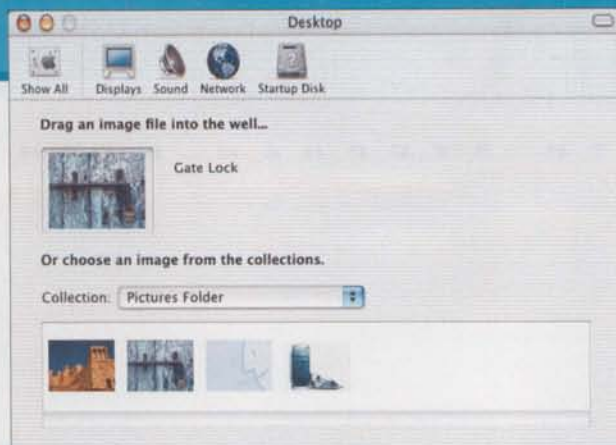 Desktop
Show All Displays Sound Network Startup Disk
Drag an image file into the well...
Gate Lock
Or choose an image from the collections.
Collection: Pictures Folder